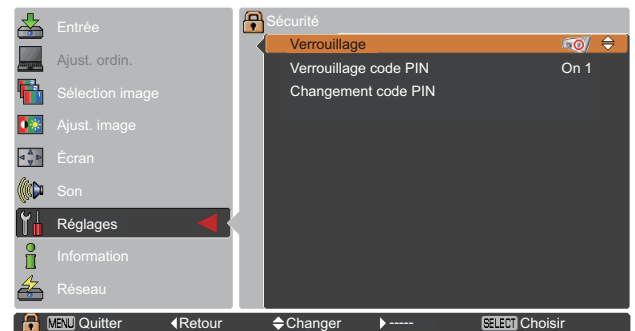 Entrée
Ajust. ordin.
Sélection image
Ajust. image
Écran
Son
Réglages
Information
Réseau
Sécurité
Verrouillage
Verrouillage code PIN On 1
Changement code PIN
MENU Quitter Retour Changer ----- SELECT Choisir